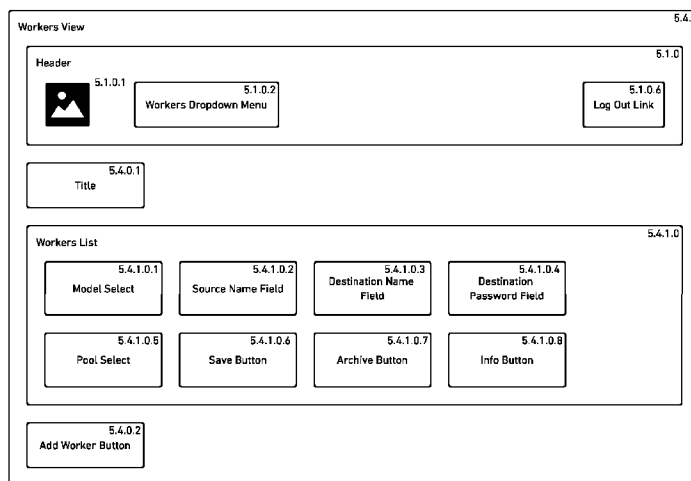 5.4.
Workers View
5.1.0
Header
5.1.0.1
5.1.0.2
Workers Dropdown Menu
5.1.0.6
Log Out Link
5.4.0.1
Title
5.4.1.0
Workers List
5.4.1.0.1
Model Select
5.4.1.0.2
Source Name Field
5.4.1.0.3
Destination Name
Field
5.4.1.0.4
Destination
Password Field
5.4.1.0.5
Pool Select
5.4.1.0.6
Save Button
5.4.1.0.7
Archive Button
5.4.1.0.8
Info Button
5.4.0.2
Add Worker Button